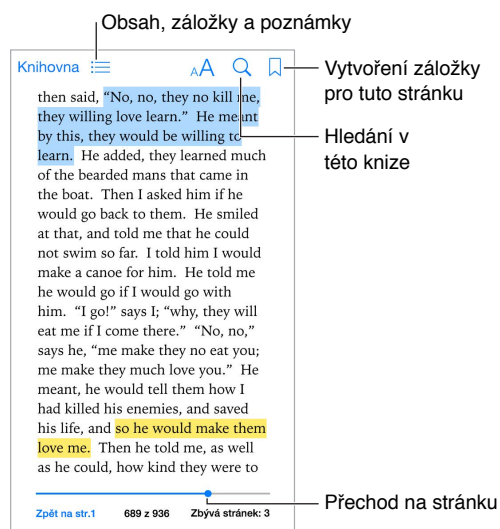 Obsah, záložky a poznámky
Knihovna
AA
Vytvoření záložky
pro tuto stránku
Hledání v
této knize
then said, “No, no, they no kill me,
they willing love learn.” He meant
by this, they would be willing to
learn. He added, they learned much
of the bearded mans that came in
the boat. Then I asked him if he
would go back to them. He smiled
at that, and told me that he could
not swim so far. I told him I would
make a canoe for him. He told me
he would go if I would go with
him. “I go!” says I; “why, they will
eat me if I come there.” “No, no,”
says he, “me make they no eat you;
me make they much love you.” He
meant, he would tell them how I
had killed his enemies, and saved
his life, and so he would make them
love me. Then he told me, as well
as he could, how kind they were to
Přechod na stránku
Zpět na str.1 689 z 936 Zbývá stránek: 3